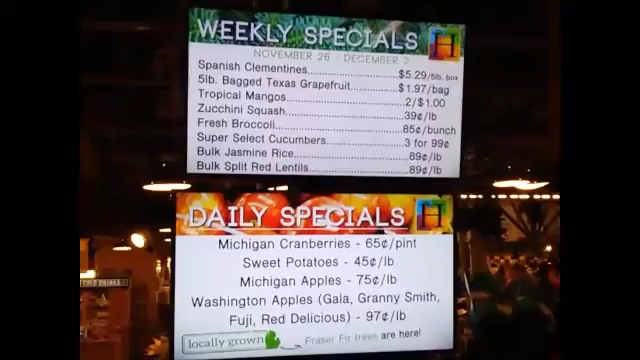 WEEKLY SPECIALS H
NOVEMBER 26 - DECEMBER 2
Spanish Clementines............................$5.29/5lb. box
5lb. Bagged Texas Grapefruit..............$1.97/bag
Tropical Mangos...................................2/$1.00
Zucchini Squash...................................39¢/lb
Fresh Broccoli.....................................85¢/bunch
Super Select Cucumbers.....................3 for 99¢
Bulk Jasmine Rice...............................89¢/lb
Bulk Split Red Lentils...........................89¢/lb
DAILY SPECIALS H
Michigan Cranberries - 65¢/pint
Sweet Potatoes - 45¢/lb
Michigan Apples - 75¢/lb
Washington Apples (Gala, Granny Smith,
Fuji, Red Delicious) - 97¢/lb
locally grown Fraser Fir trees are here!
COLD DRINKS